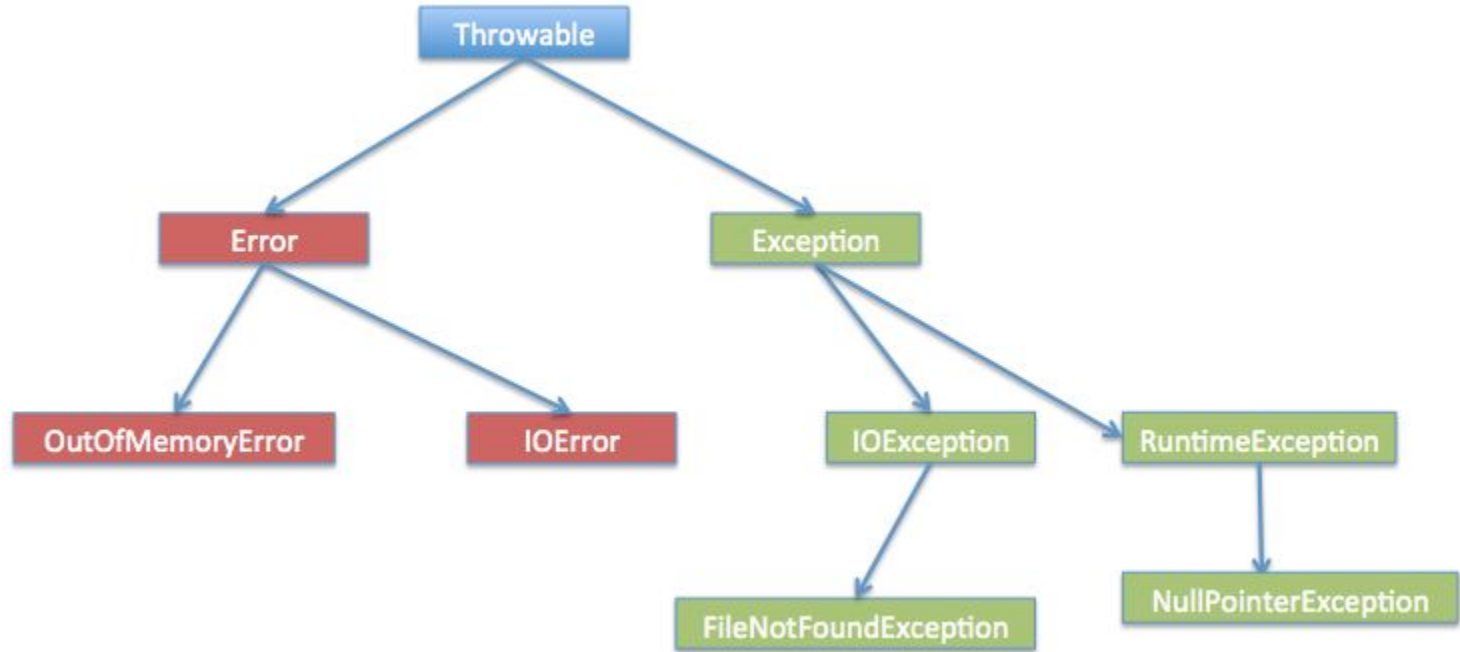 Throwable
Error
Exception
OutOfMemoryError
IOError
IOException
RuntimeException
FileNotFoundException
NullPointerException